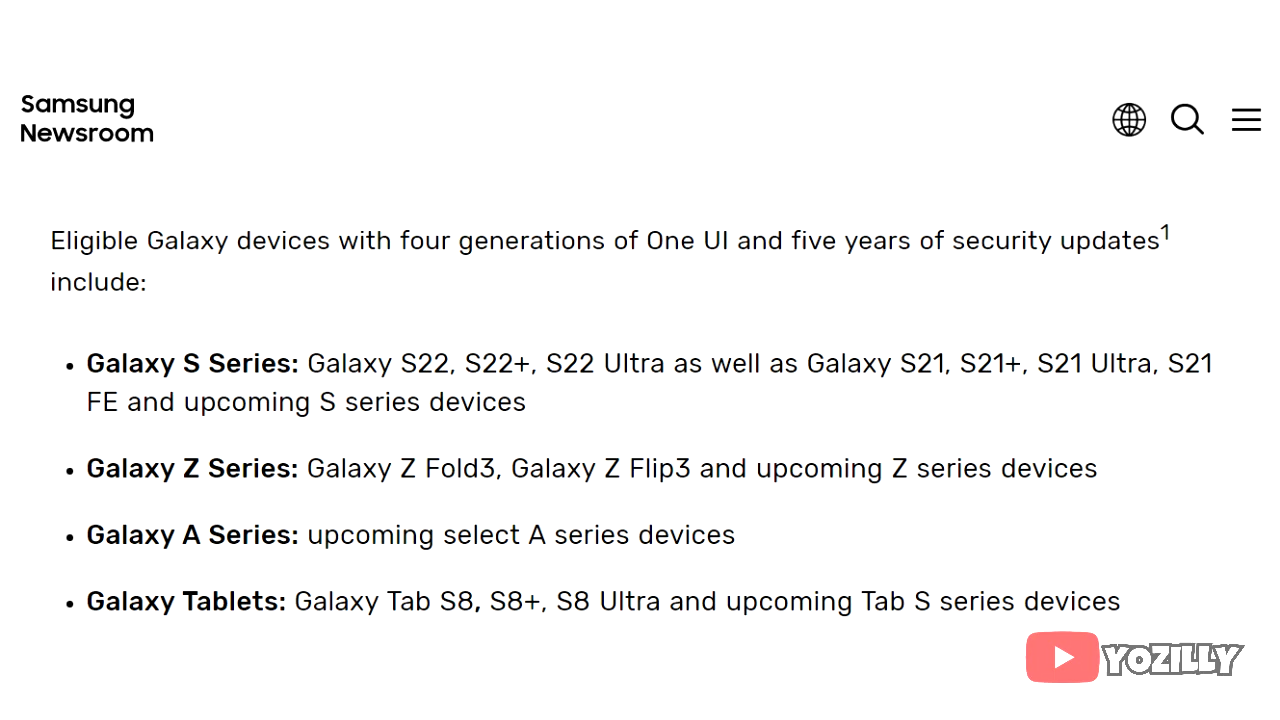 Samsung
Newsroom
Eligible Galaxy devices with four generations of One UI and five years of security updates1
include:
• Galaxy S Series: Galaxy S22, S22+, S22 Ultra as well as Galaxy S21, S21+, S21 Ultra, S21
FE and upcoming S series devices
• Galaxy Z Series: Galaxy Z Fold3, Galaxy Z Flip3 and upcoming Z series devices
• Galaxy A Series: upcoming select A series devices
• Galaxy Tablets: Galaxy Tab S8, S8+, S8 Ultra and upcoming Tab S series devices
YOZILLY